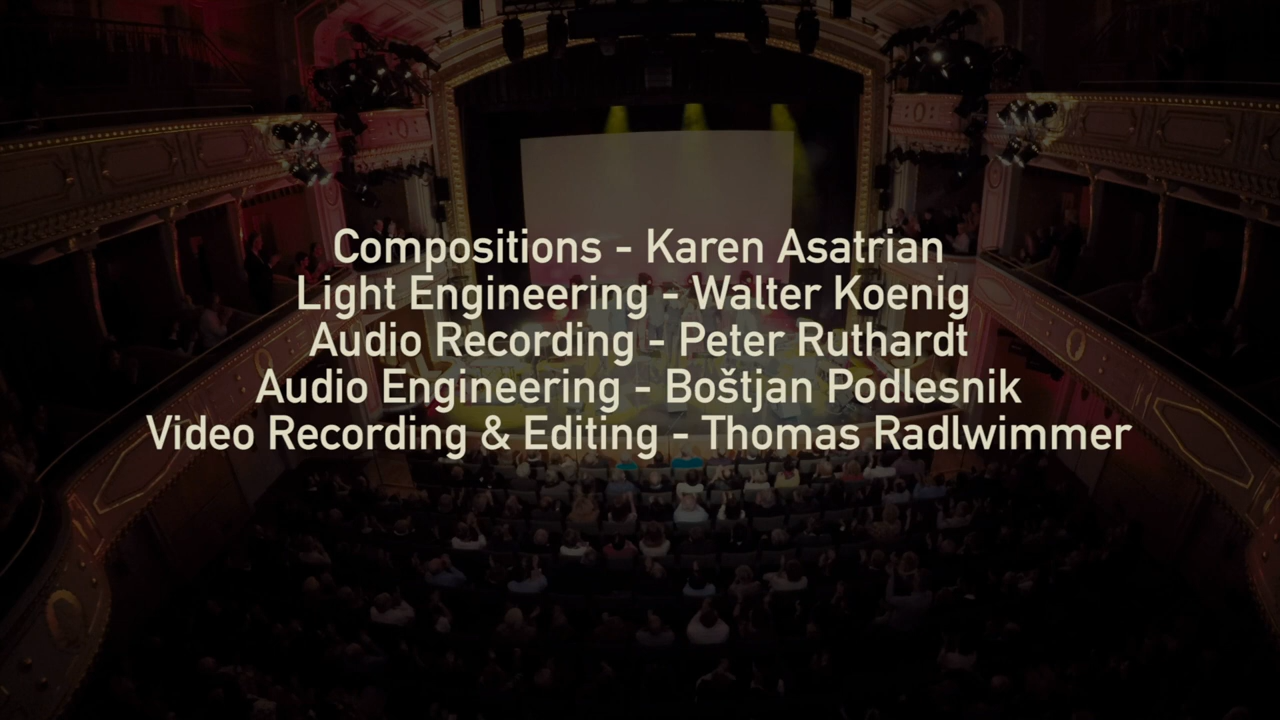 Compositions - Karen Asatrian
Light Engineering - Walter Koenig
Audio Recording - Peter Ruthardt
Audio Engineering - Boštjan Podlesnik
Video Recording & Editing - Thomas Radlwimmer